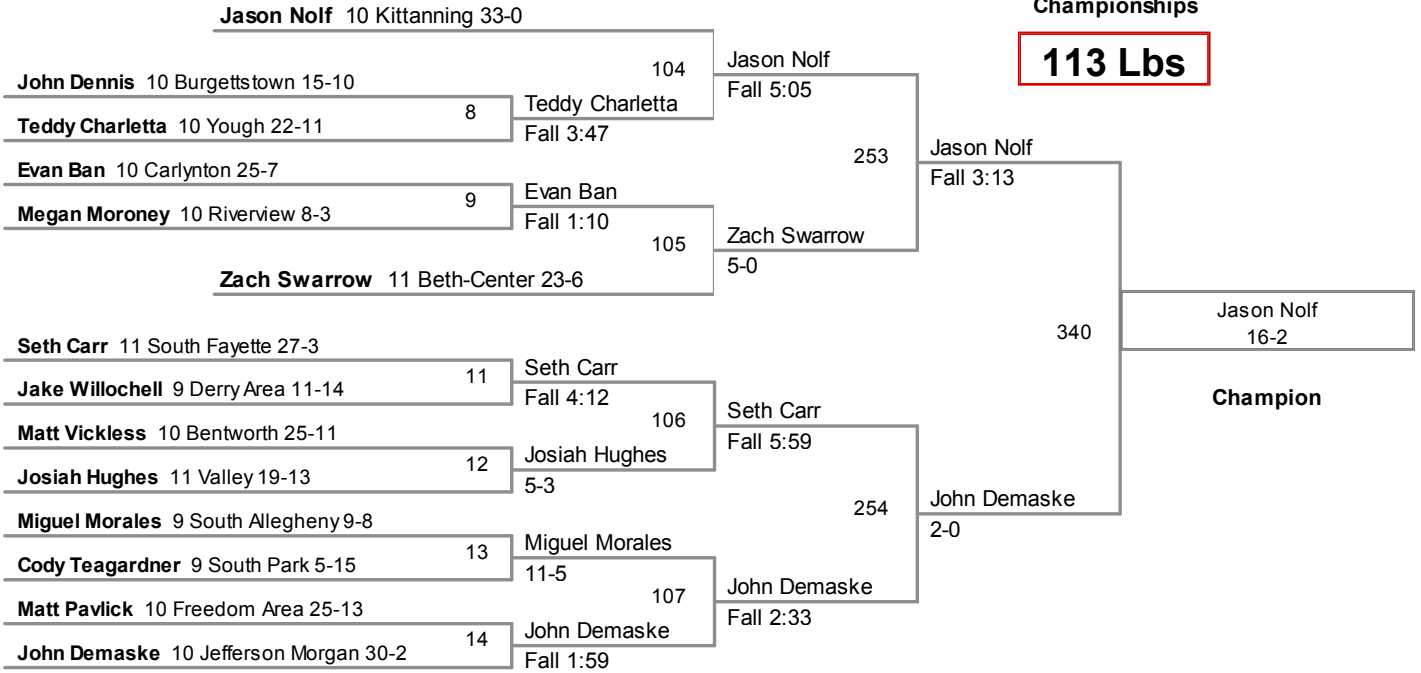 Championships
113 Lbs
Jason Nolf 10 Kittanning 33-0
John Dennis 10 Burgettstown 15-10
Teddy Charletta 10 Yough 22-11
Evan Ban 10 Carlynton 25-7
Megan Moroney 10 Riverview 8-3
Zach Swarrow 11 Beth-Center 23-6
Seth Carr 11 South Fayette 27-3
Jake Willochell 9 Derry Area 11-14
Matt Vickless 10 Bentworth 25-11
Josiah Hughes 11 Valley 19-13
Miguel Morales 9 South Allegheny 9-8
Cody Teagardner 9 South Park 5-15
Matt Pavlick 10 Freedom Area 25-13
John Demaske 10 Jefferson Morgan 30-2
8
Teddy Charletta
Fall 3:47
9
Evan Ban
Fall 1:10
11
Seth Carr
Fall 4:12
12
Josiah Hughes
5-3
13
Miguel Morales
11-5
14
John Demaske
Fall 1:59
104
Jason Nolf
Fall 5:05
105
Zach Swarrow
5-0
106
Seth Carr
Fall 5:59
107
John Demaske
Fall 2:33
253
Jason Nolf
Fall 3:13
254
John Demaske
2-0
340
Jason Nolf
16-2
Champion